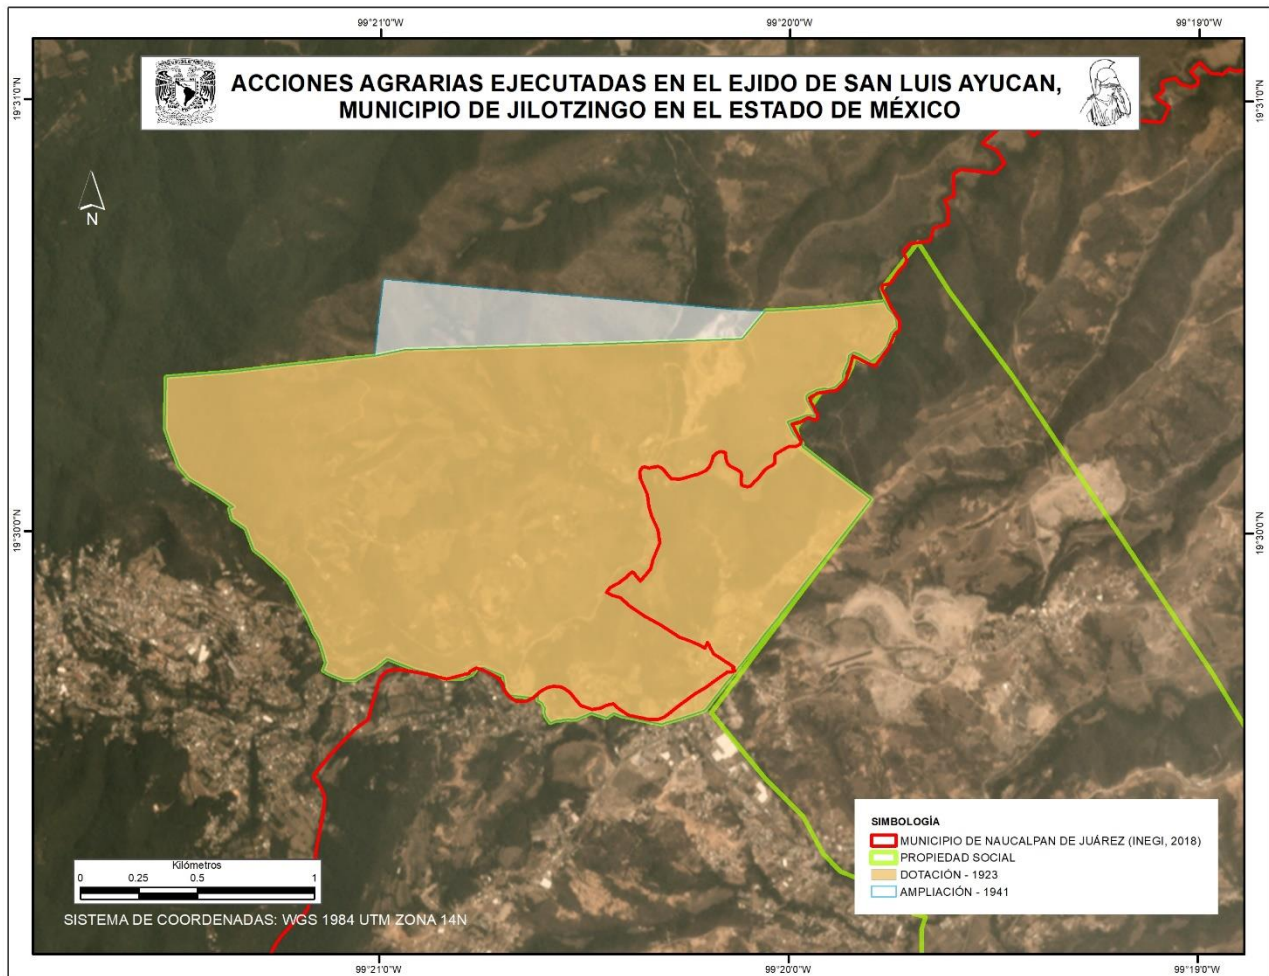 99°21'0"W
99°20'0"W
99°19'0"W
ACCIONES AGRARIAS EJECUTADAS EN EL EJIDO DE SAN LUIS AYUCAN,
MUNICIPIO DE JILOTZINGO EN EL ESTADO DE MÉXICO
19°31'0"N
19°31'0"N
N
19°30'0"N
19°30'0"N
SIMBOLOGÍA
MUNICIPIO DE NAUCALPAN DE JUÁREZ (INEGI, 2018)
PROPIEDAD SOCIAL
DOTACIÓN - 1923
AMPLIACIÓN - 1941
Kilómetros
0 0.25 0.5 1
SISTEMA DE COORDENADAS: WGS 1984 UTM ZONA 14N
99°21'0"W
99°20'0"W
99°19'0"W